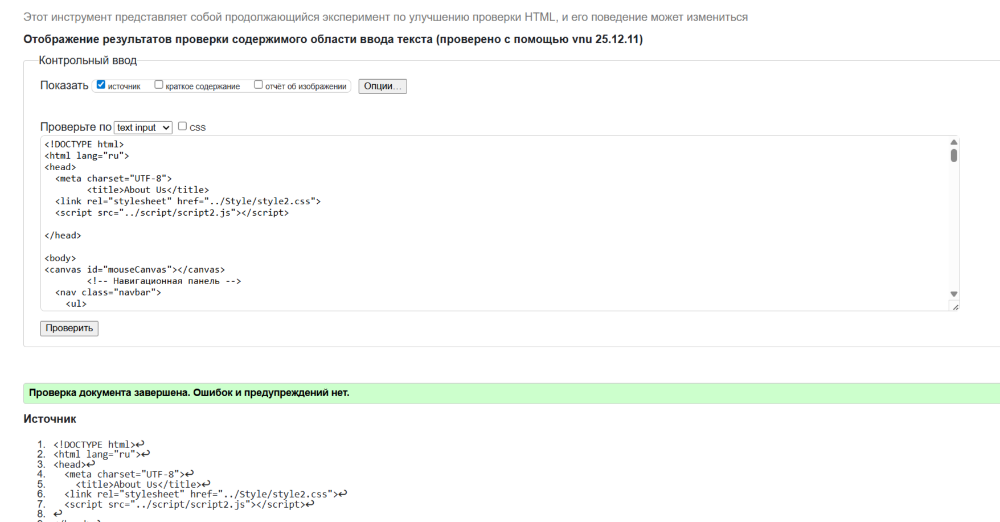 Этот инструмент представляет собой продолжающийся эксперимент по улучшению проверки HTML, и его поведение может измениться
Отображение результатов проверки содержимого области ввода текста (проверено с помощью vnu 25.12.11)
Контрольный ввод
Показать источник краткое содержание отчёт об изображении Опции...
Проверьте по text input CSS
<!DOCTYPE html>
<html lang="ru">
<head>
  <meta charset="UTF-8">
        <title>About Us</title>
  <link rel="stylesheet" href="../Style/style2.css">
  <script src="../script/script2.js"></script>
</head>
<body>
<canvas id="mouseCanvas"></canvas>
        <!-- Навигационная панель -->
  <nav class="navbar">
    <ul>
Проверить
Проверка документа завершена. Ошибок и предупреждений нет.
Источник
1. <!DOCTYPE html>↩
2. <html lang="ru">↩
3. <head>↩
4.   <meta charset="UTF-8">↩
5.     <title>About Us</title>↩
6.   <link rel="stylesheet" href="../Style/style2.css">↩
7.   <script src="../script/script2.js"></script>↩
8. ↩